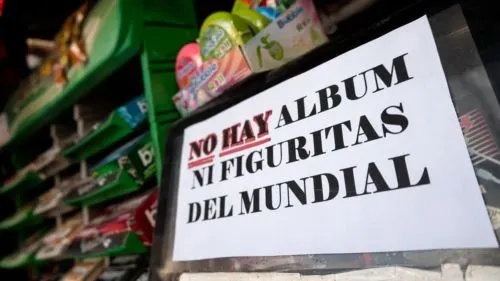 NO HAY ALBUM
NI FIGURITAS
DEL MUNDIAL